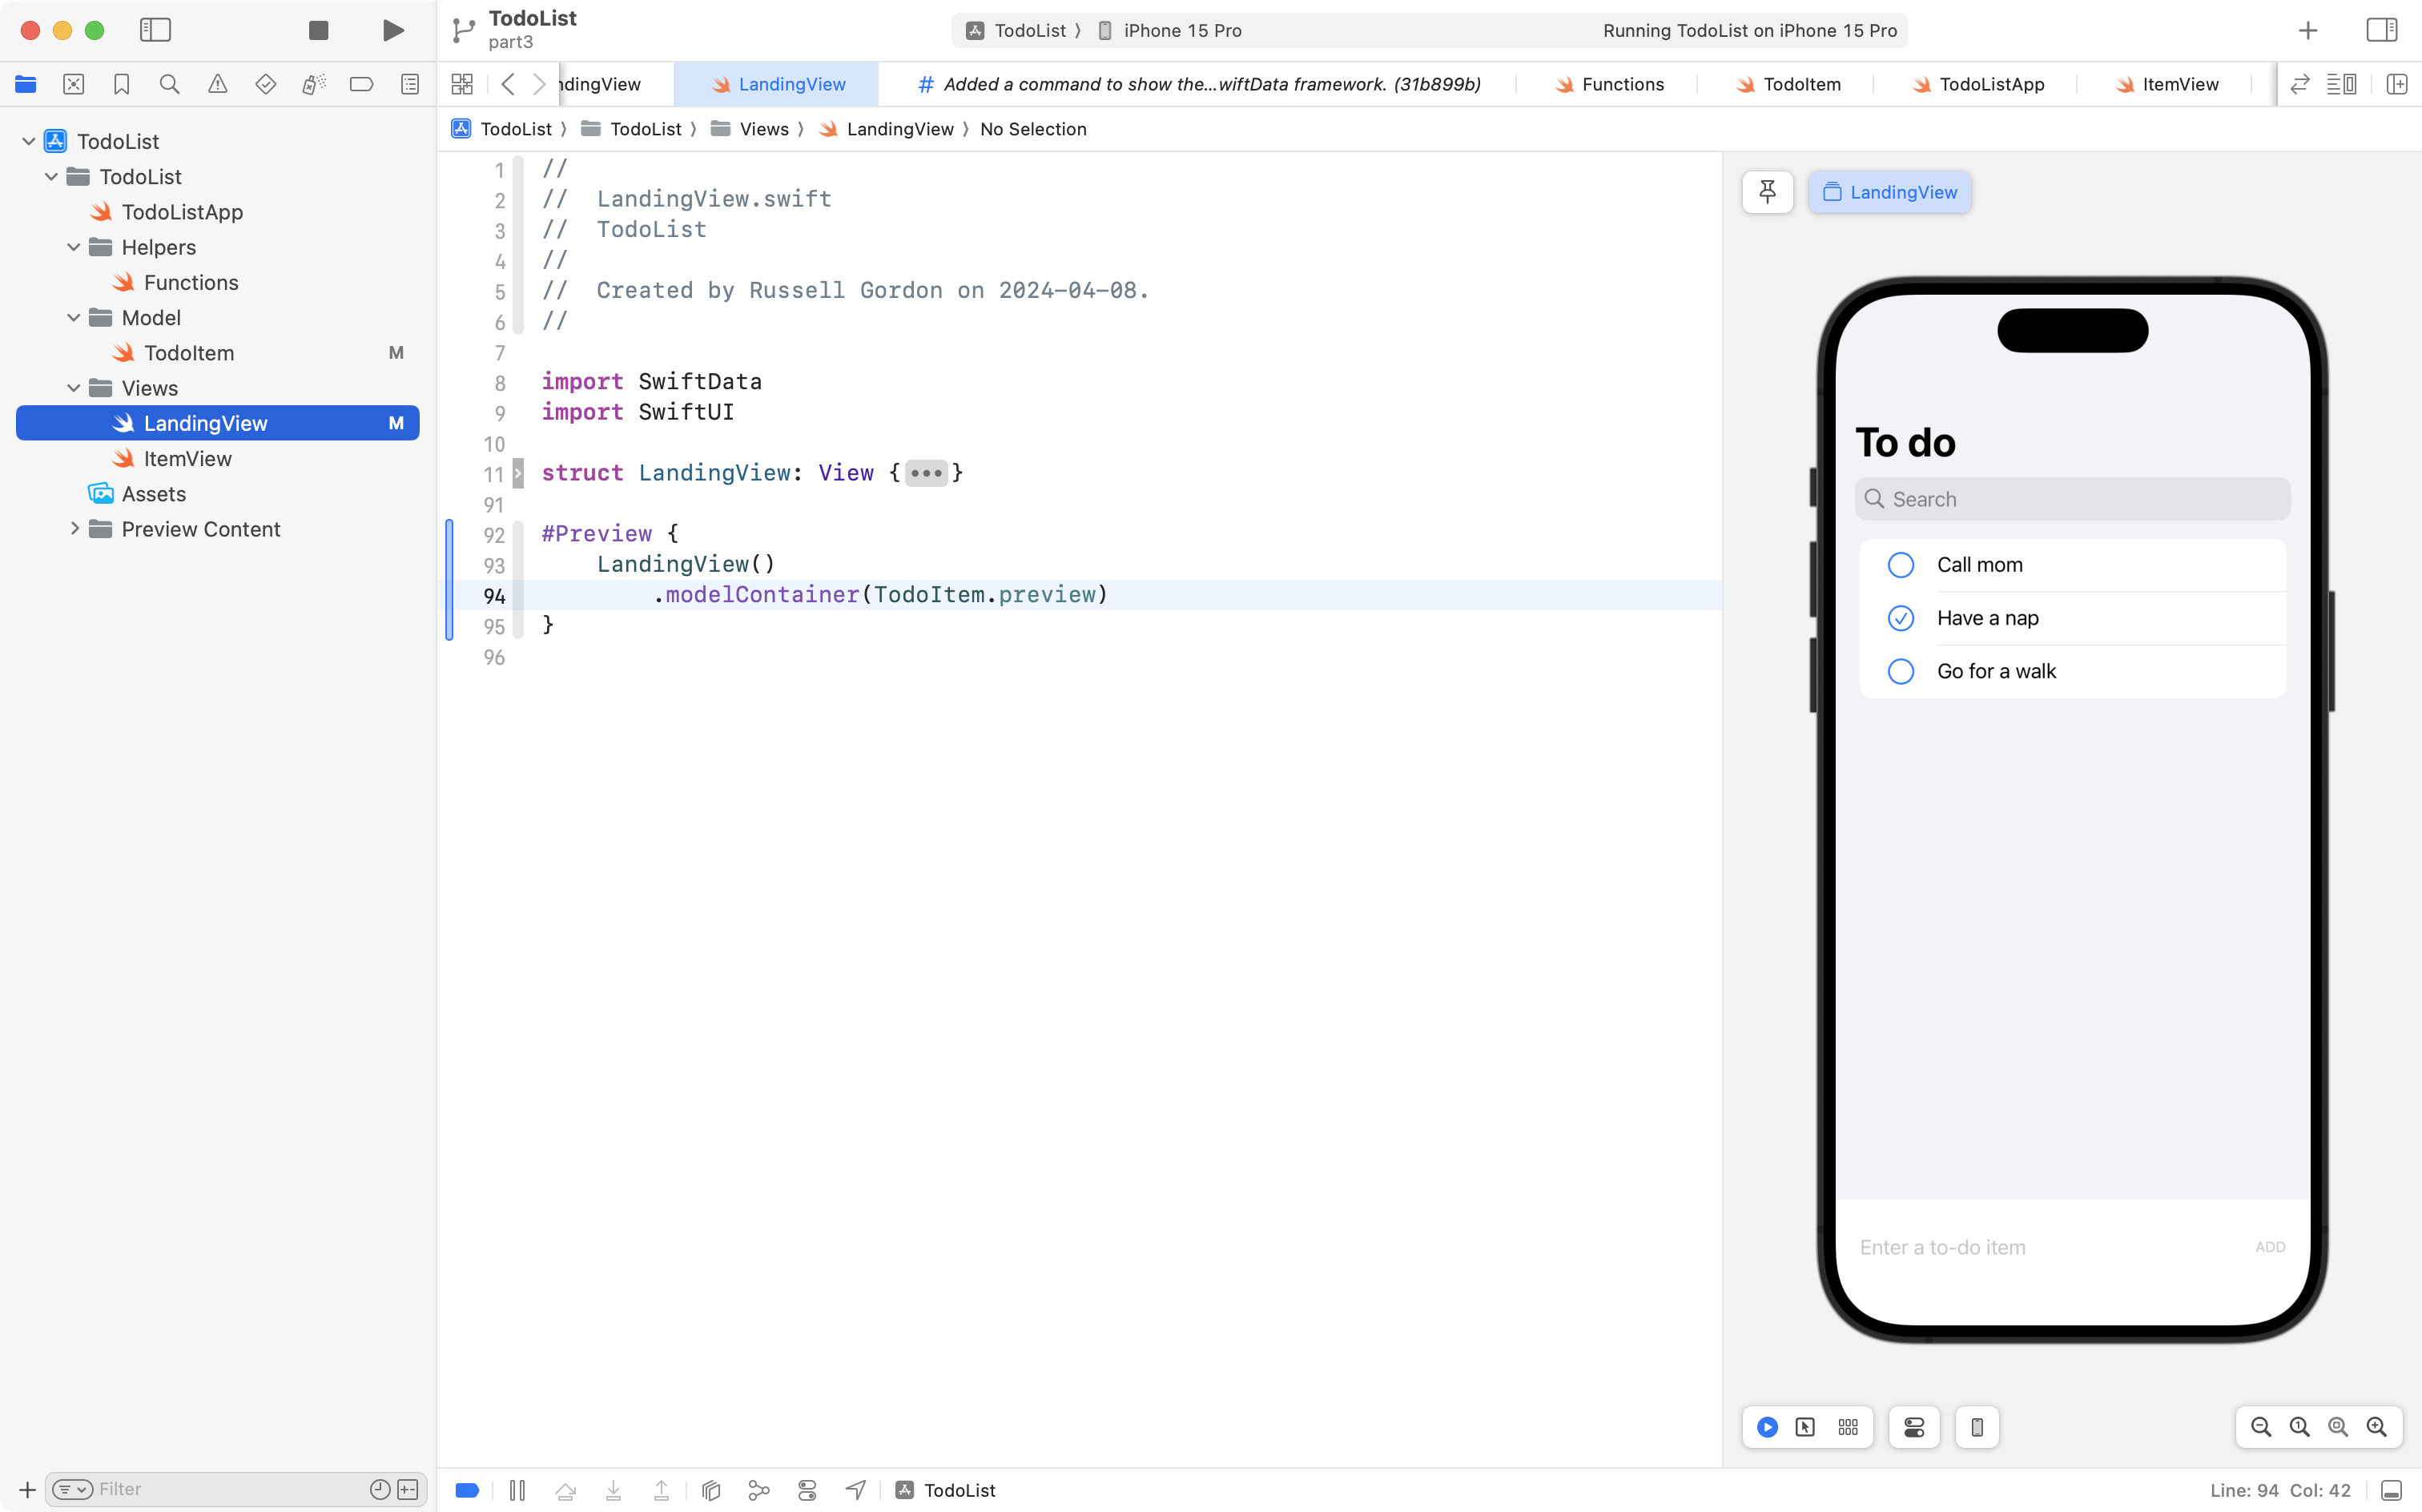 TodoList
part3
TodoList ⟩ iPhone 15 Pro
Running TodoList on iPhone 15 Pro
ndingView
LandingView
# Added a command to show the...wiftData framework. (31b899b)
Functions
TodoItem
TodoListApp
ItemView
TodoList ⟩ TodoList ⟩ Views ⟩ LandingView ⟩ No Selection
TodoList
TodoList
TodoListApp
Helpers
Functions
Model
TodoItem M
Views
LandingView M
ItemView
Assets
Preview Content
Filter
1 //
2 //  LandingView.swift
3 //  TodoList
4 //
5 //  Created by Russell Gordon on 2024-04-08.
6 //
7
8 import SwiftData
9 import SwiftUI
10
11 struct LandingView: View {•••}
91
92 #Preview {
93     LandingView()
94         .modelContainer(TodoItem.preview)
95 }
96
LandingView
To do
Search
Call mom
Have a nap
Go for a walk
Enter a to-do item ADD
TodoList
Line: 94 Col: 42